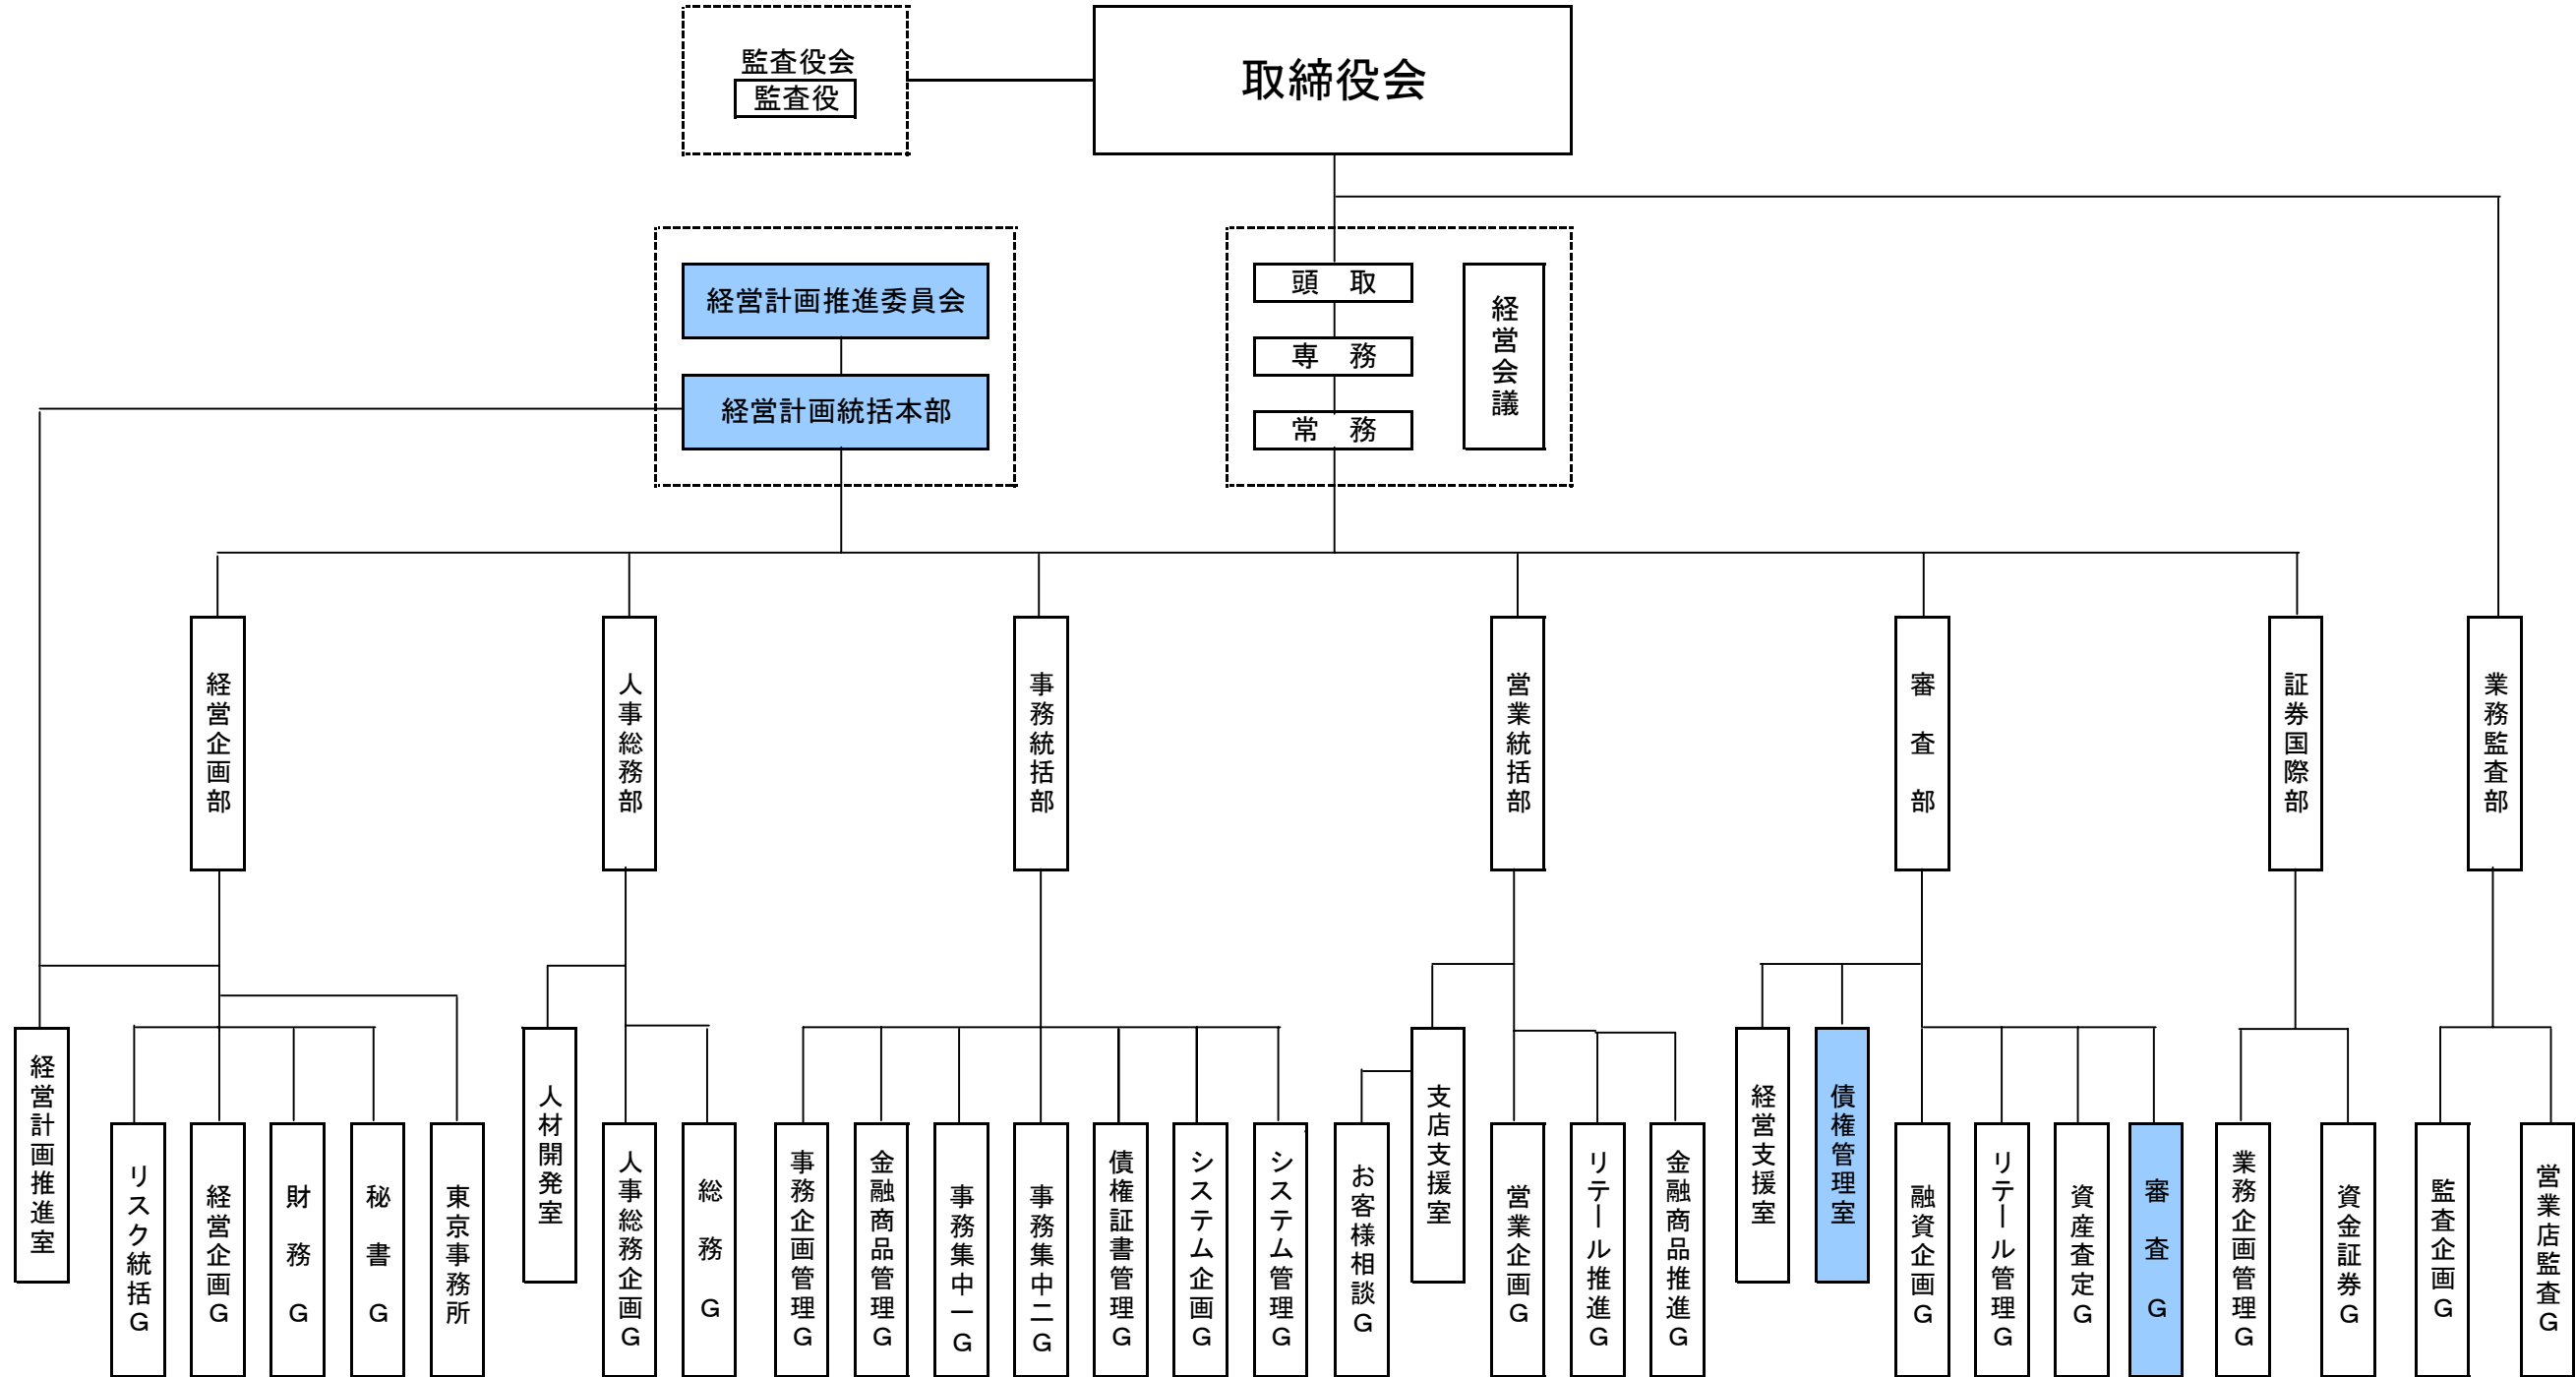 監査役会
監査役
取締役会
経営計画推進委員会
経営計画統括本部
頭　取
専　務
常　務
経営会議
経営企画部
人事総務部
事務統括部
営業統括部
審　査　部
証券国際部
業務監査部
経営計画推進室
リスク統括Ｇ
経営企画Ｇ
財　務　Ｇ
秘　書　Ｇ
東京事務所
人材開発室
人事総務企画Ｇ
総　務　Ｇ
事務企画管理Ｇ
金融商品管理Ｇ
事務集中一Ｇ
事務集中二Ｇ
債権証書管理Ｇ
システム企画Ｇ
システム管理Ｇ
お客様相談Ｇ
支店支援室
営業企画Ｇ
リテール推進Ｇ
金融商品推進Ｇ
経営支援室
債権管理室
融資企画Ｇ
リテール管理Ｇ
資産査定Ｇ
審　査　Ｇ
業務企画管理Ｇ
資金証券Ｇ
監査企画Ｇ
営業店監査Ｇ